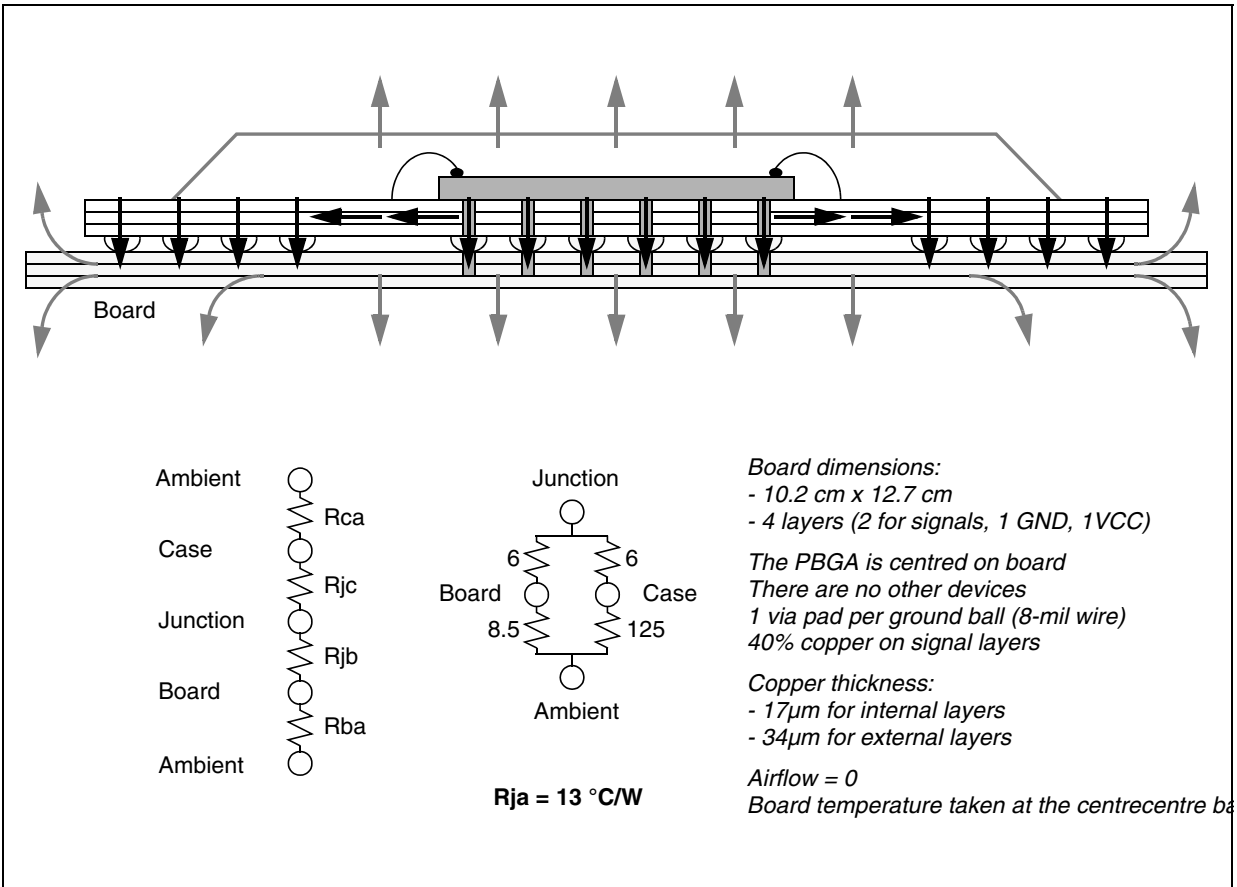 Board
Ambient
Rca
Case
Rjc
Junction
Rjb
Board
Rba
Ambient
Junction
6
6
Board
Case
8.5
125
Ambient
Rja = 13 °C/W
Board dimensions:
- 10.2 cm x 12.7 cm
- 4 layers (2 for signals, 1 GND, 1VCC)
The PBGA is centred on board
There are no other devices
1 via pad per ground ball (8-mil wire)
40% copper on signal layers
Copper thickness:
- 17µm for internal layers
- 34µm for external layers
Airflow = 0
Board temperature taken at the centrecentre